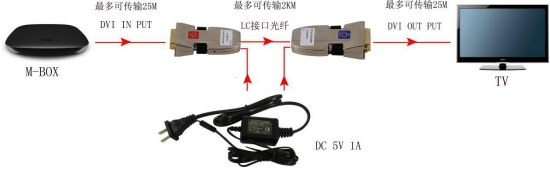 最多可传输25M
最多可传输2KM
最多可传输25M
DVI IN PUT
LC接口光纤
DVI OUT PUT
M-BOX
TV
DC 5V 1A